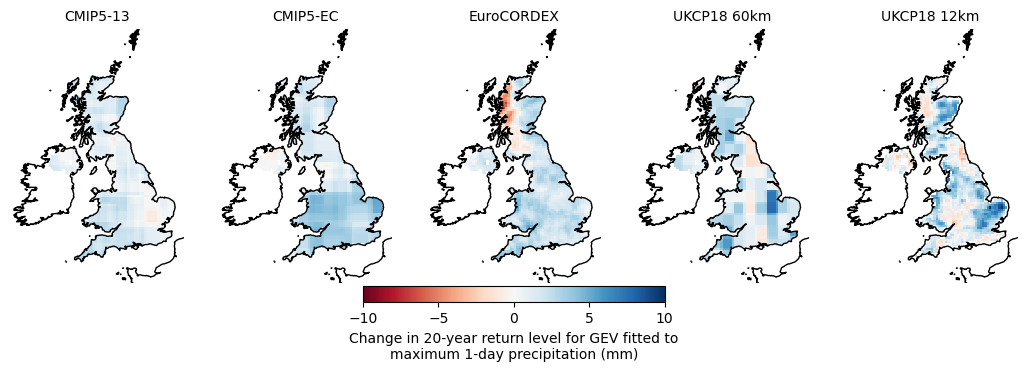 CMIP5-13 CMIP5-EC EuroCORDEX UKCP18 60km UKCP18 12km
−10 −5 0 5 10
Change in 20-year return level for GEV fitted to
maximum 1-day precipitation (mm)